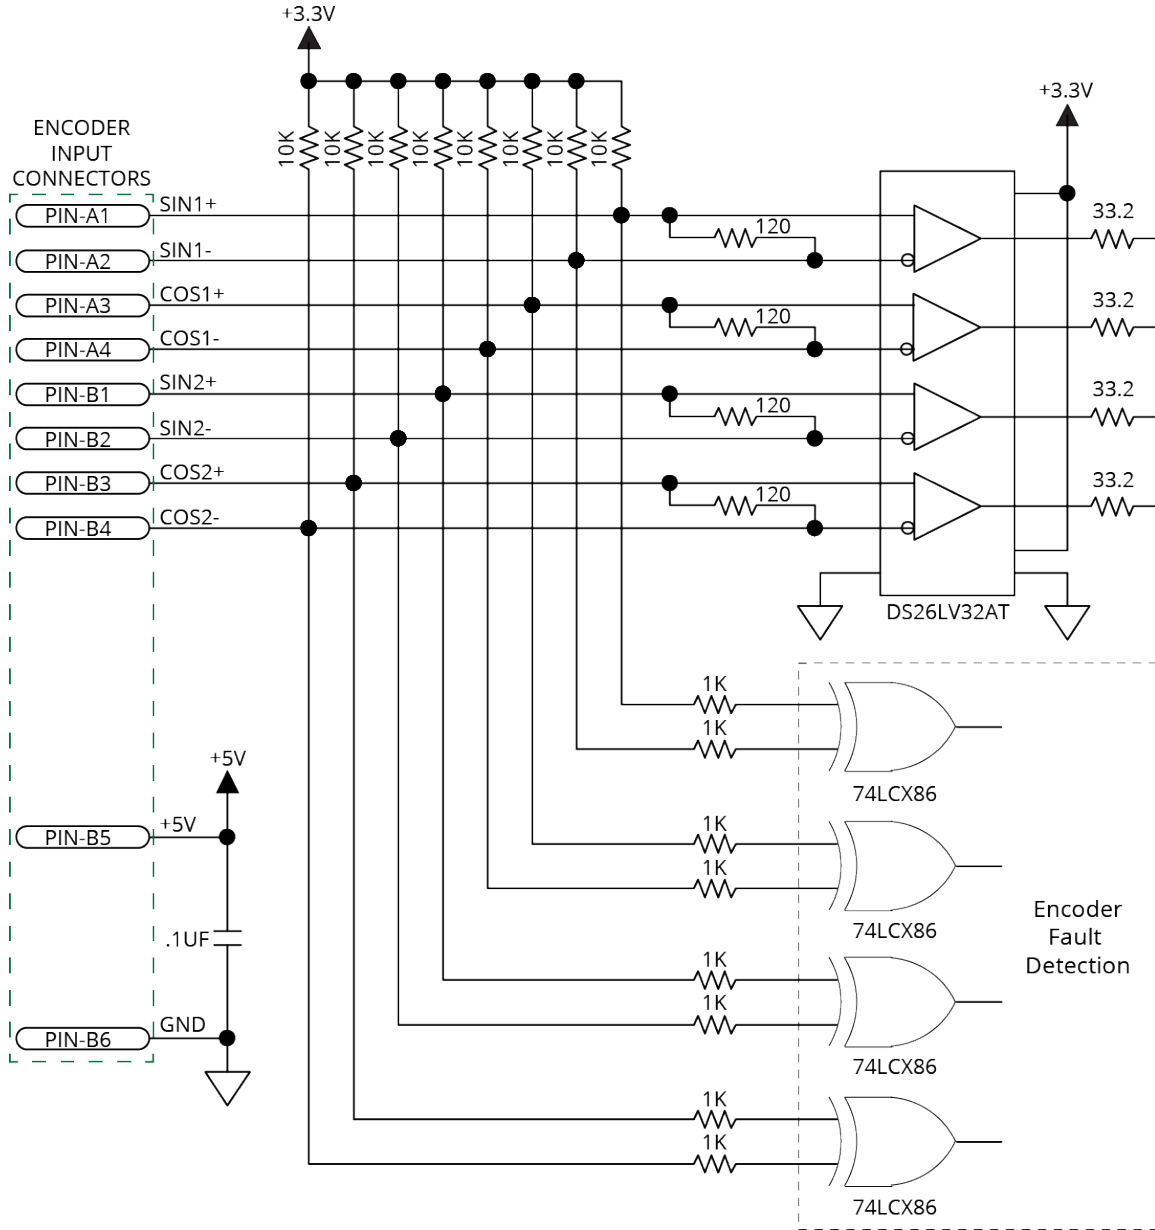 +3.3V
+3.3V
10K 10K 10K 10K 10K 10K 10K 10K
ENCODER
INPUT
CONNECTORS
PIN-A1 SIN1+
120
33.2
PIN-A2 SIN1-
PIN-A3 COS1+
120
33.2
PIN-A4 COS1-
PIN-B1 SIN2+
120
33.2
PIN-B2 SIN2-
PIN-B3 COS2+
120
33.2
PIN-B4 COS2-
DS26LV32AT
1K
1K
74LCX86
+5V
PIN-B5 +5V
1K
1K
74LCX86
.1UF
Encoder
Fault
Detection
1K
1K
PIN-B6 GND
74LCX86
1K
1K
74LCX86